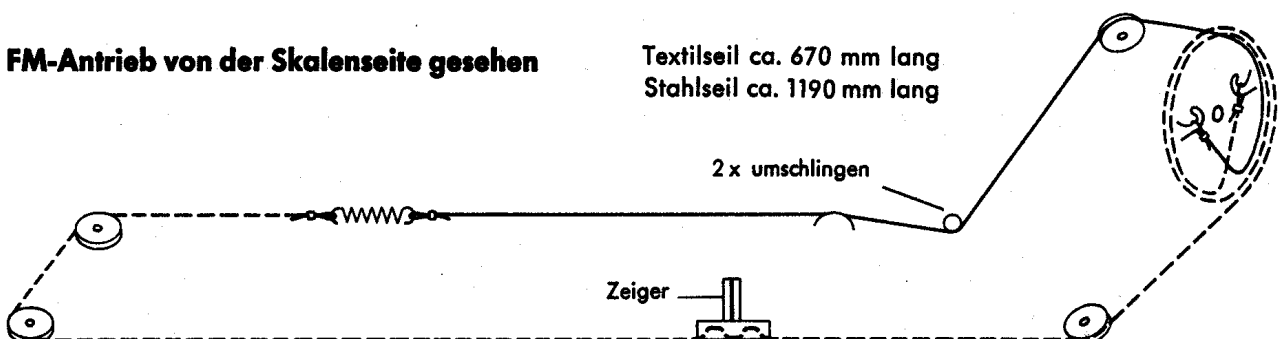 FM-Antrieb von der Skalenseite gesehen
Textilseil ca. 670 mm lang
Stahlseil ca. 1190 mm lang
2 x umschlingen
Zeiger